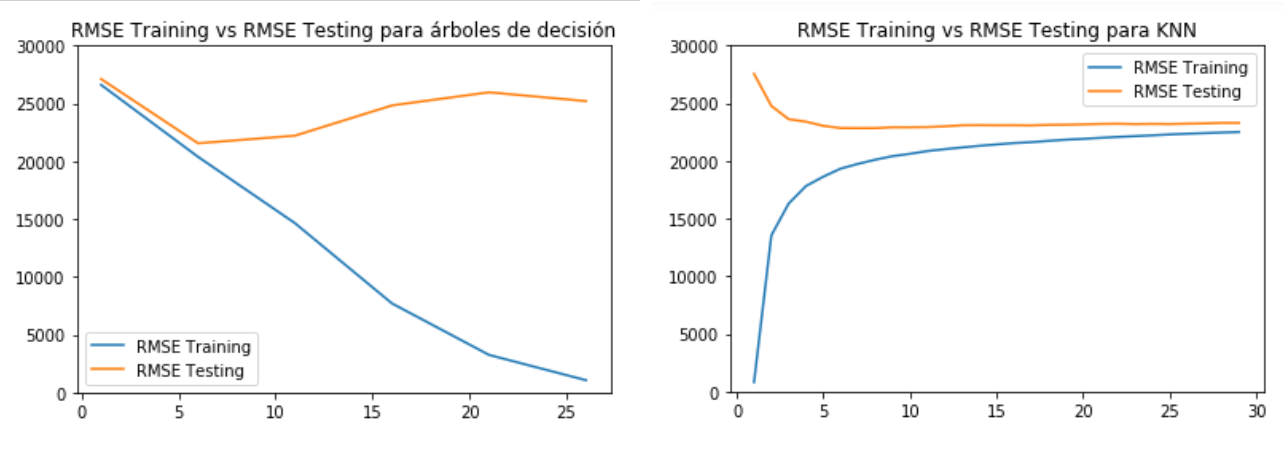 RMSE Training vs RMSE Testing para árboles de decisión
30000
25000
20000
15000
10000
5000
0
RMSE Training
RMSE Testing
0 5 10 15 20 25
RMSE Training vs RMSE Testing para KNN
30000
25000
20000
15000
10000
5000
0
RMSE Training
RMSE Testing
0 5 10 15 20 25 30